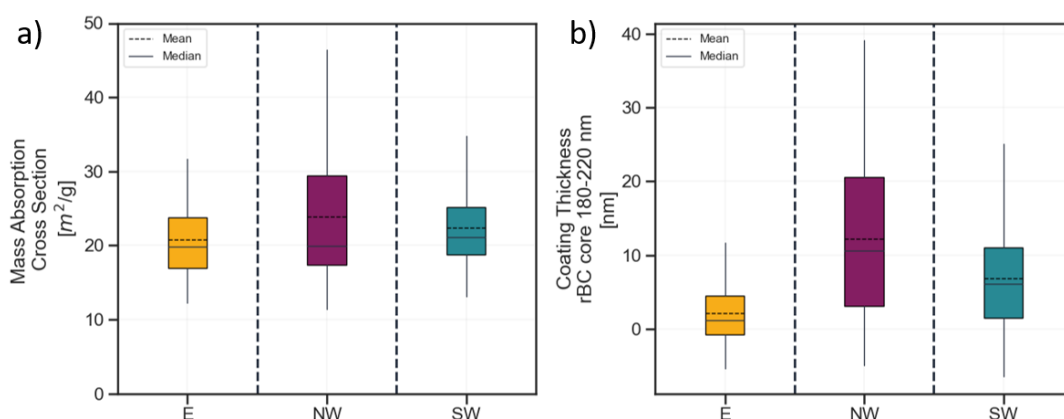 a)
Mean
Median
Mass Absorption
Cross Section
[m²/g]
50
40
30
20
10
0
E
NW
SW
b)
Mean
Median
Coating Thickness
rBC core 180-220 nm
[nm]
40
30
20
10
0
E
NW
SW